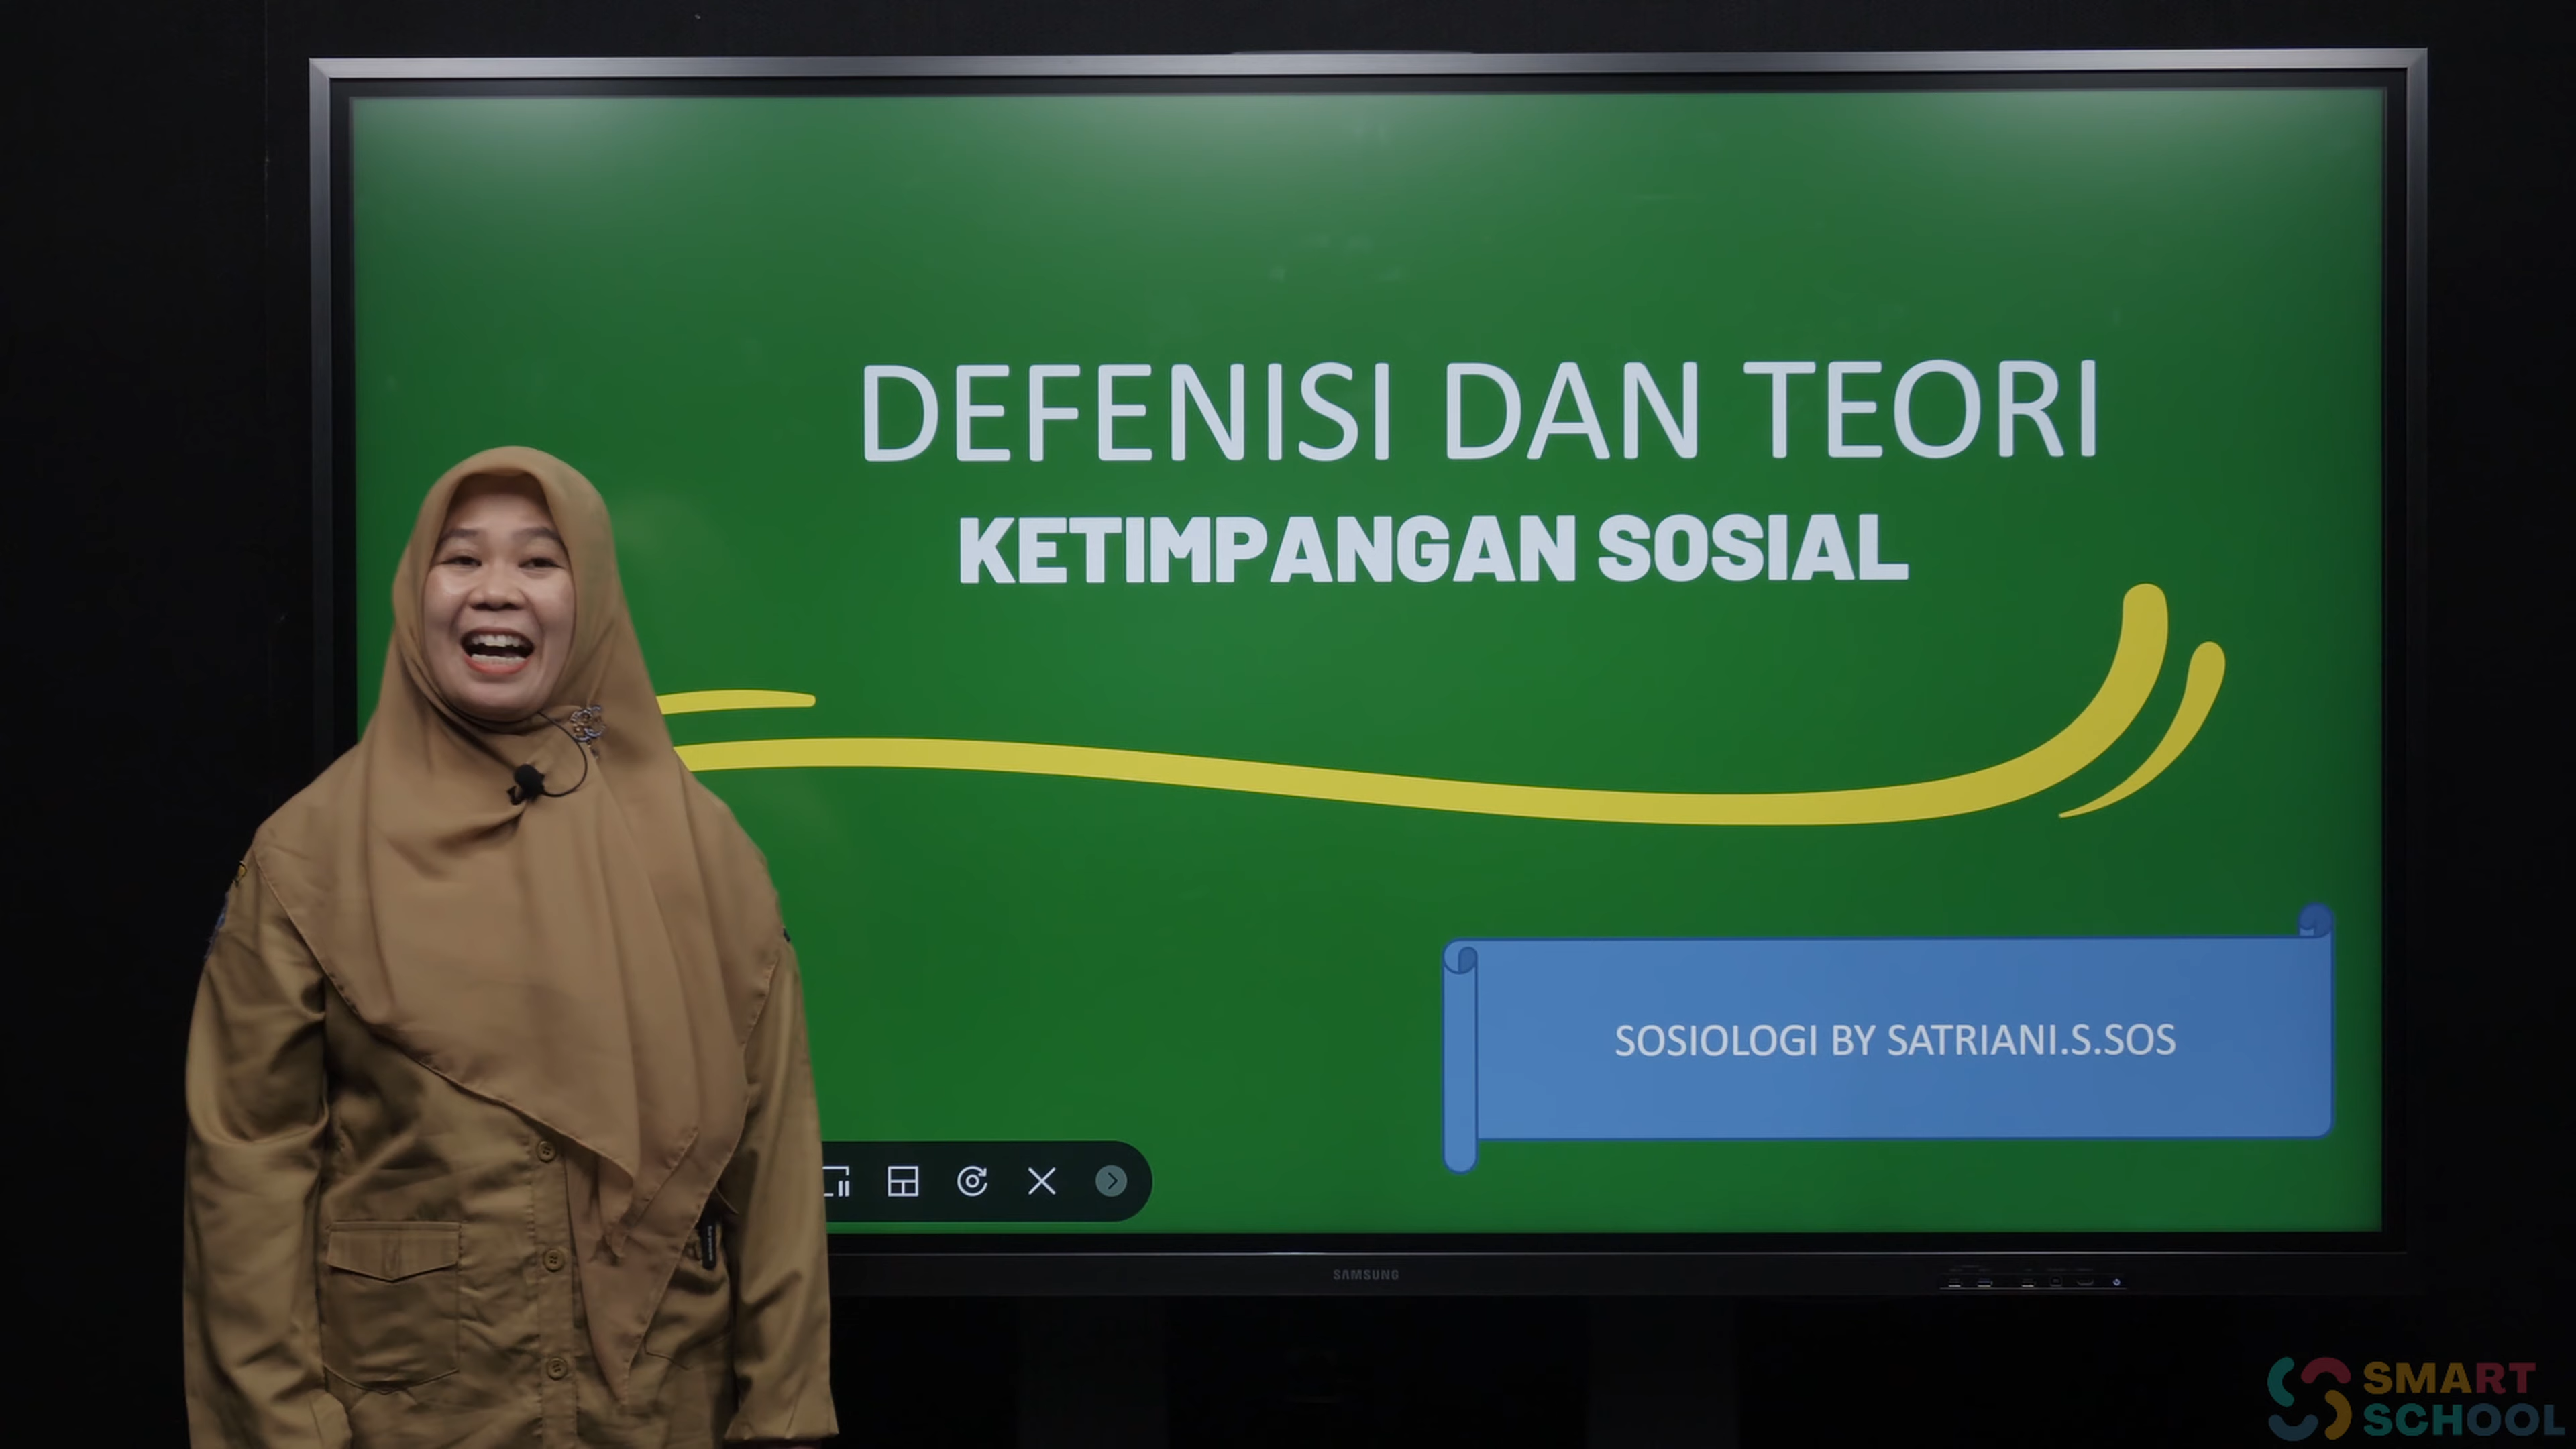 DEFENISI DAN TEORI
KETIMPANGAN SOSIAL
SOSIOLOGI BY SATRIANI.S.SOS
SAMSUNG
SMART
SCHOOL